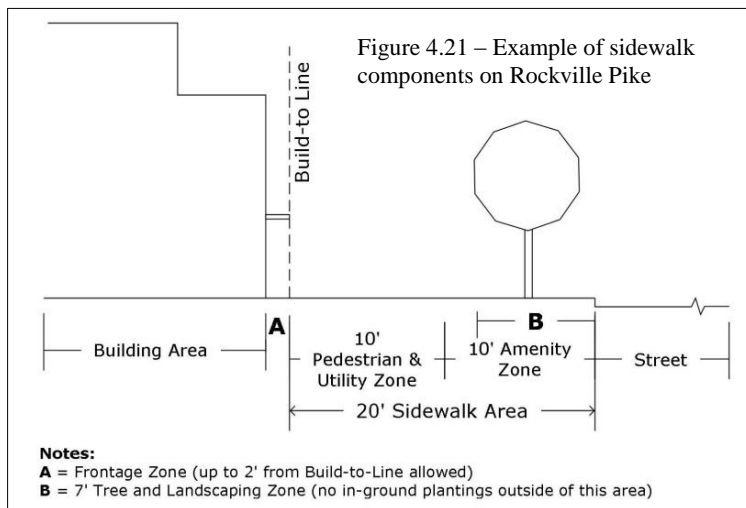 Figure 4.21 – Example of sidewalk
components on Rockville Pike
Build-to Line
A
B
Building Area
10'
Pedestrian &
Utility Zone
10' Amenity
Zone
Street
20' Sidewalk Area
Notes:
A = Frontage Zone (up to 2' from Build-to-Line allowed)
B = 7' Tree and Landscaping Zone (no in-ground plantings outside of this area)